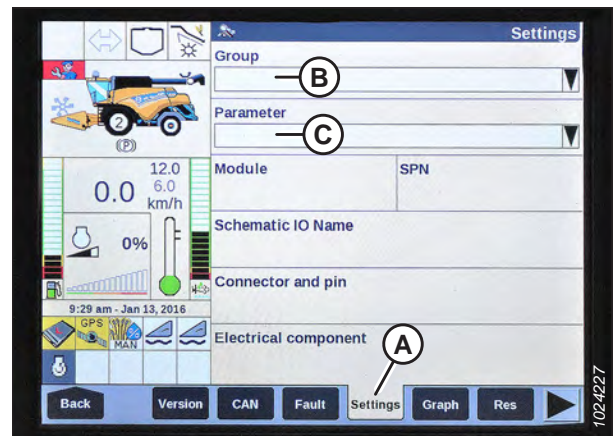 Settings
Group
B
Parameter
C
2
(P)
12.0
6.0
0.0
km/h
Module
SPN
0%
Schematic IO Name
Connector and pin
9:29 am - Jan 13, 2016
GPS
MAN
Electrical component
A
Back
Version
CAN
Fault
Settings
Graph
Res
1024227